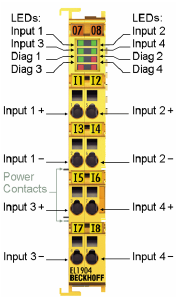 LEDs: LEDs:
Input 1 07 08 Input 2
Input 3 Input 4
Diag 1 Diag 2
Diag 3 Diag 4
I1 I2
Input 1 + Input 2 +
I3 I4
Input 1 – Input 2 –
Power
Contacts
I5 I6
Input 3 + Input 4 +
I7 I8
Input 3 – Input 4 –
EL1904
BECKHOFF